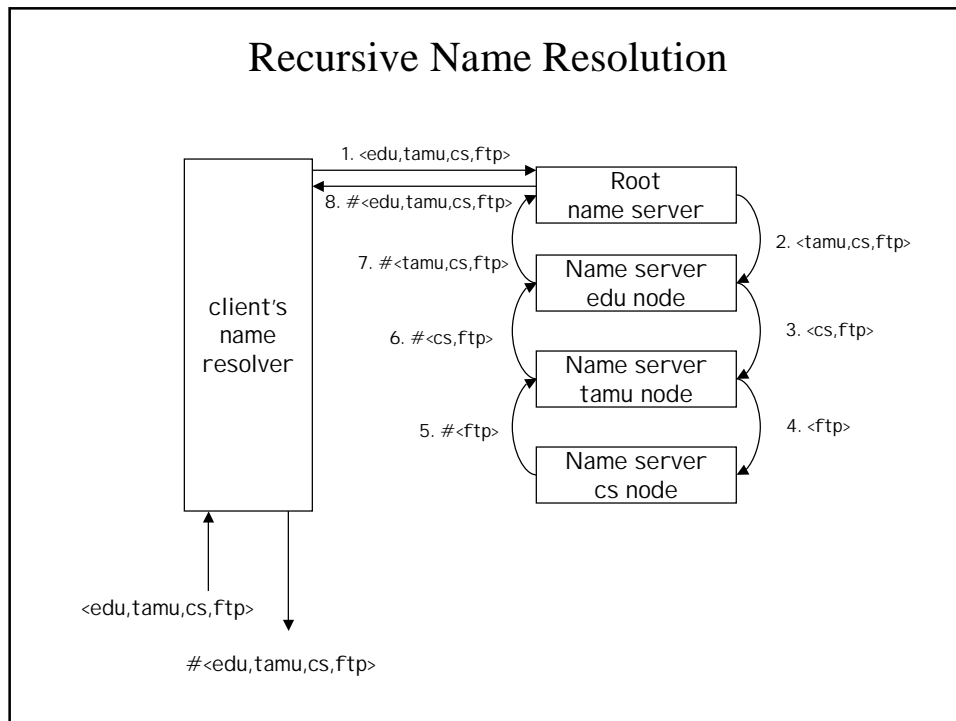 Recursive Name Resolution
1. <edu,tamu,cs,ftp>
8. #<edu,tamu,cs,ftp>
Root
name server
2. <tamu,cs,ftp>
7. #<tamu,cs,ftp>
Name server
edu node
client's
name
resolver
6. #<cs,ftp>
3. <cs,ftp>
Name server
tamu node
5. #<ftp>
4. <ftp>
Name server
cs node
<edu,tamu,cs,ftp>
#<edu,tamu,cs,ftp>